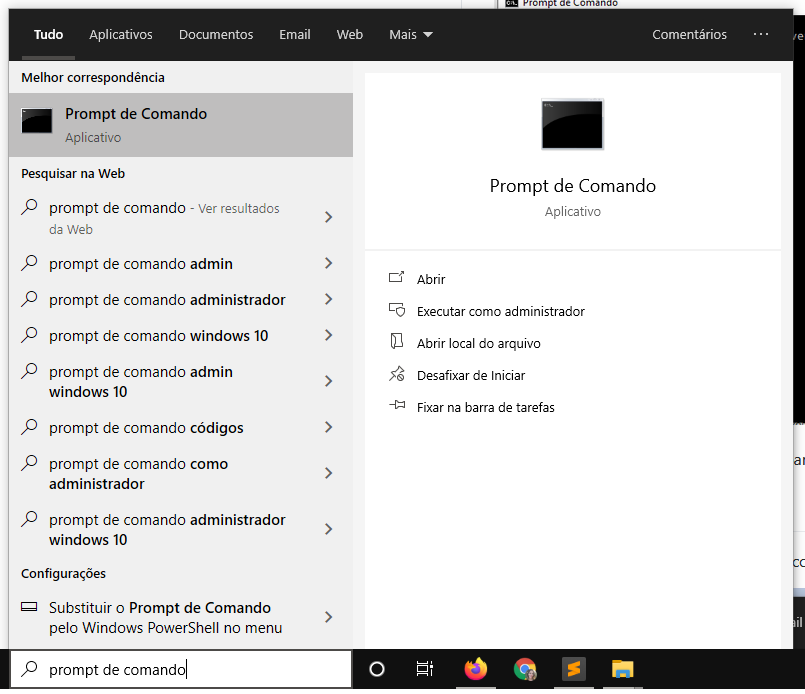 Prompt de Comando
Tudo Aplicativos Documentos Email Web Mais Comentários ...
Melhor correspondência
Prompt de Comando
Aplicativo
Pesquisar na Web
prompt de comando - Ver resultados
da Web
prompt de comando admin
prompt de comando administrador
prompt de comando windows 10
prompt de comando admin
windows 10
prompt de comando códigos
prompt de comando como
administrador
prompt de comando administrador
windows 10
Configurações
Substituir o Prompt de Comando
pelo Windows PowerShell no menu
prompt de comando
Prompt de Comando
Aplicativo
Abrir
Executar como administrador
Abrir local do arquivo
Desafixar de Iniciar
Fixar na barra de tarefas